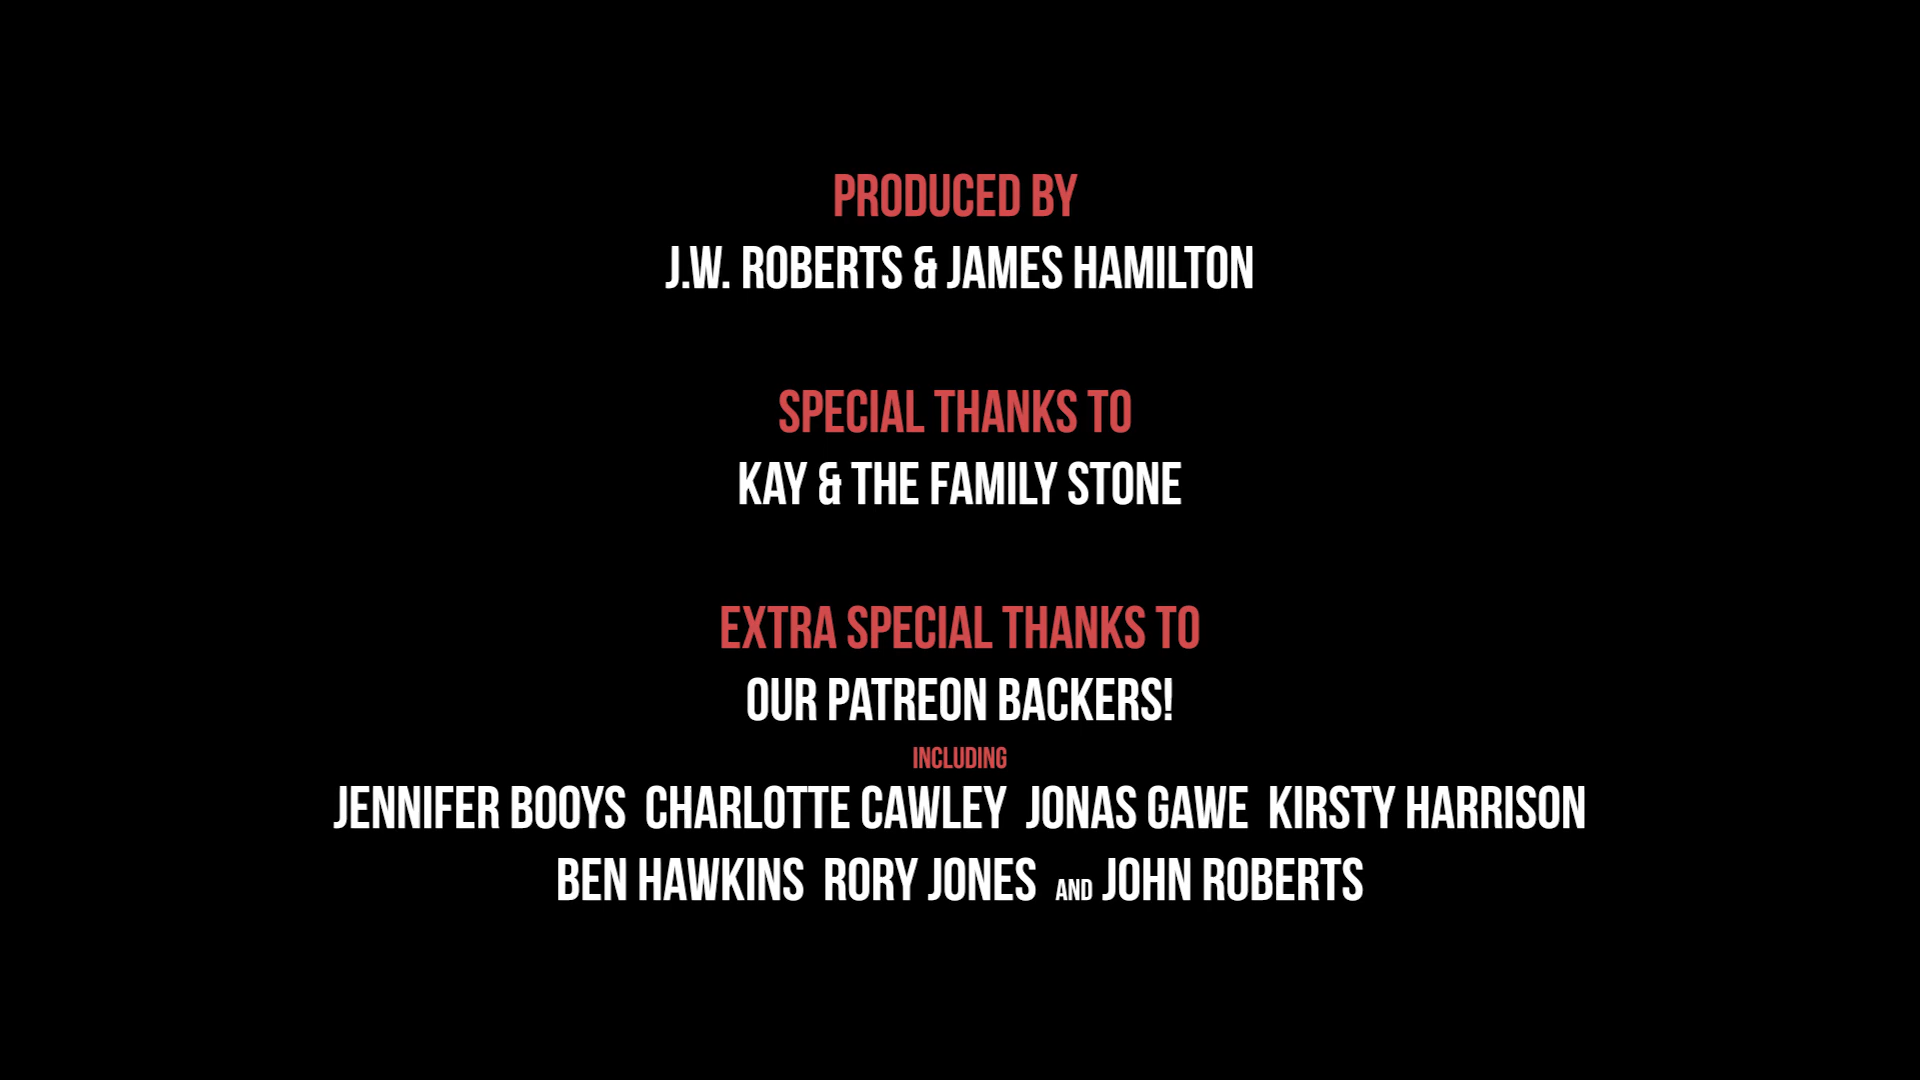 PRODUCED BY
J.W. ROBERTS & JAMES HAMILTON
SPECIAL THANKS TO
KAY & THE FAMILY STONE
EXTRA SPECIAL THANKS TO
OUR PATREON BACKERS!
INCLUDING
JENNIFER BOOYS CHARLOTTE CAWLEY JONAS GAWE KIRSTY HARRISON
BEN HAWKINS RORY JONES AND JOHN ROBERTS